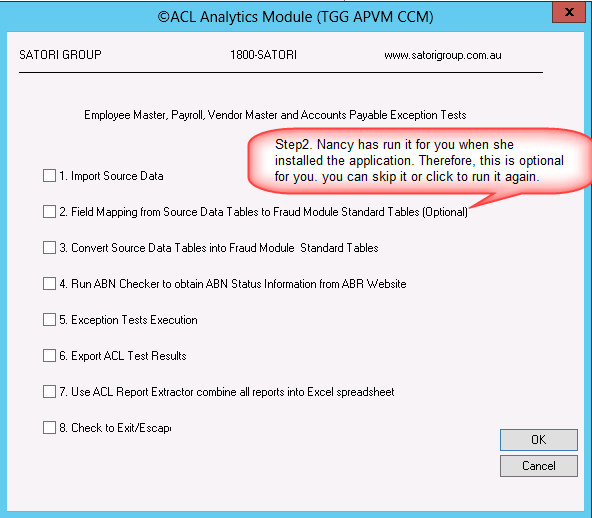 ©ACL Analytics Module (TGG APVM CCM)
x
SATORI GROUP 1800-SATORI www.satorigroup.com.au
Employee Master, Payroll, Vendor Master and Accounts Payable Exception Tests
Step2. Nancy has run it for you when she
installed the application. Therefore, this is optional
for you. you can skip it or click to run it again.
1. Import Source Data
2. Field Mapping from Source Data Tables to Fraud Module Standard Tables (Optional)
3. Convert Source Data Tables into Fraud Module Standard Tables
4. Run ABN Checker to obtain ABN Status Information from ABR Website
5. Exception Tests Execution
6. Export ACL Test Results
7. Use ACL Report Extractor combine all reports into Excel spreadsheet
8. Check to Exit/Escap
OK
Cancel